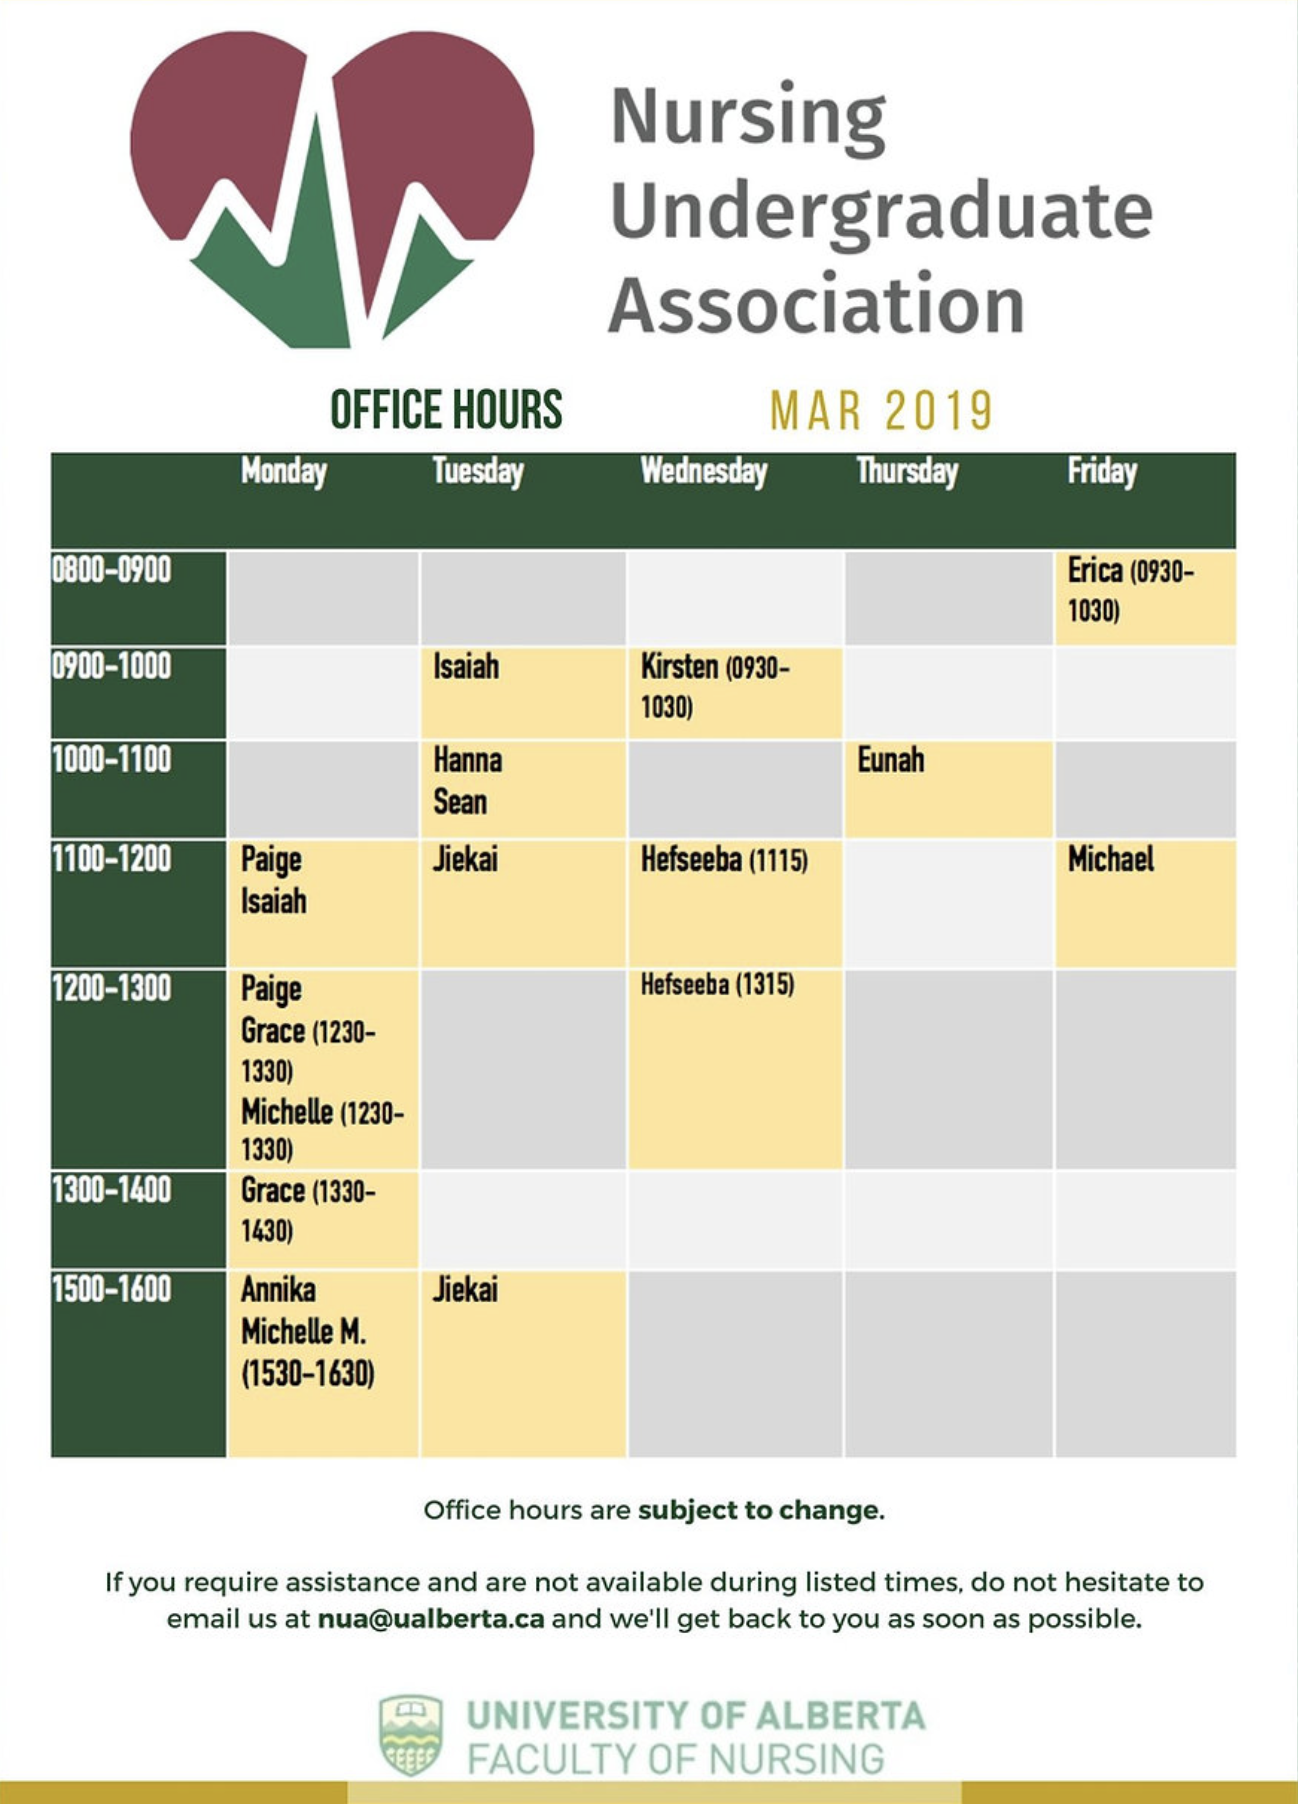 Nursing
Undergraduate
Association
OFFICE HOURS MAR 2019
Monday Tuesday Wednesday Thursday Friday
0800-0900 Erica (0930-
1030)
0900-1000 Isaiah Kirsten (0930-
1030)
1000-1100 Hanna Eunah
Sean
1100-1200 Paige Jiekai Hefseeba (1115) Michael
Isaiah
1200-1300 Paige Hefseeba (1315)
Grace (1230-
1330)
Michelle (1230-
1330)
1300-1400 Grace (1330-
1430)
1500-1600 Annika Jiekai
Michelle M.
(1530-1630)
Office hours are subject to change.
If you require assistance and are not available during listed times, do not hesitate to
email us at nua@ualberta.ca and we'll get back to you as soon as possible.
UNIVERSITY OF ALBERTA
FACULTY OF NURSING